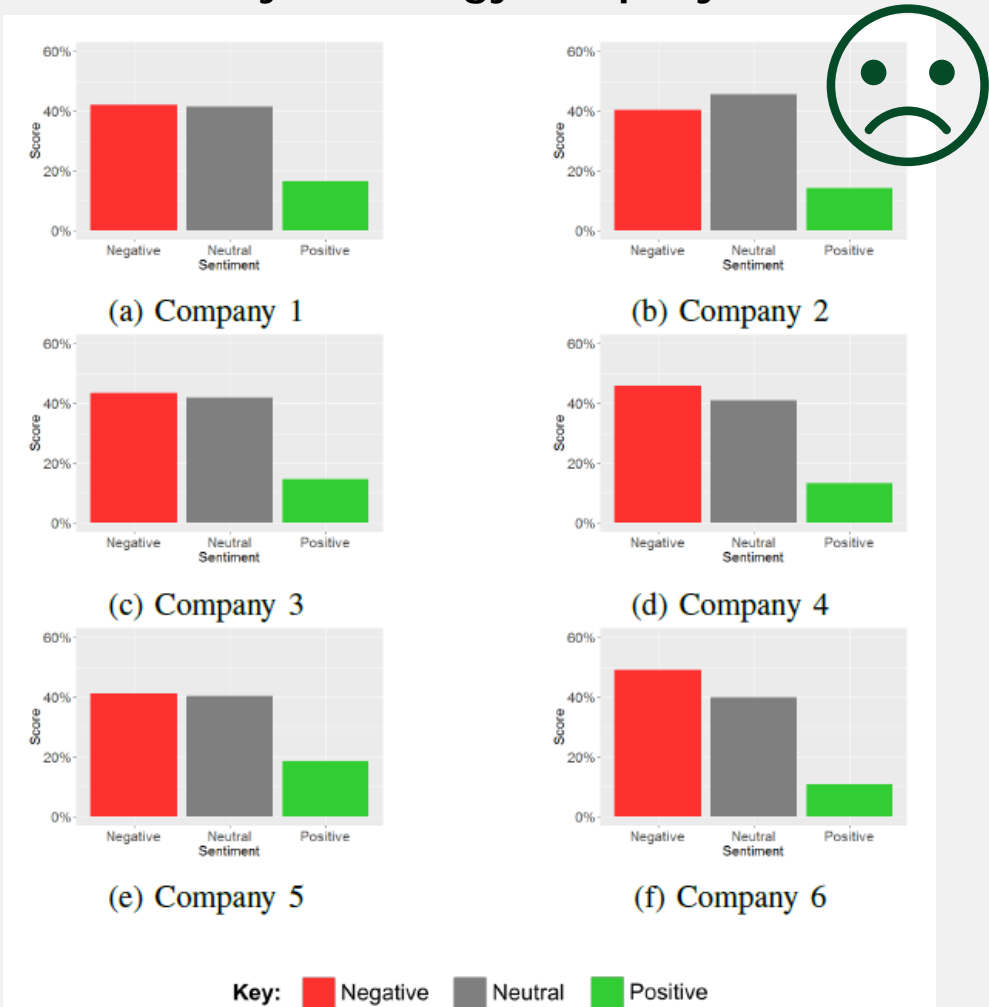 60%
40%
20%
0%
Score
Negative Neutral Positive
Sentiment
(a) Company 1
60%
40%
20%
0%
Score
Negative Neutral Positive
Sentiment
(b) Company 2
60%
40%
20%
0%
Score
Negative Neutral Positive
Sentiment
(c) Company 3
60%
40%
20%
0%
Score
Negative Neutral Positive
Sentiment
(d) Company 4
60%
40%
20%
0%
Score
Negative Neutral Positive
Sentiment
(e) Company 5
60%
40%
20%
0%
Score
Negative Neutral Positive
Sentiment
(f) Company 6
Key: Negative Neutral Positive